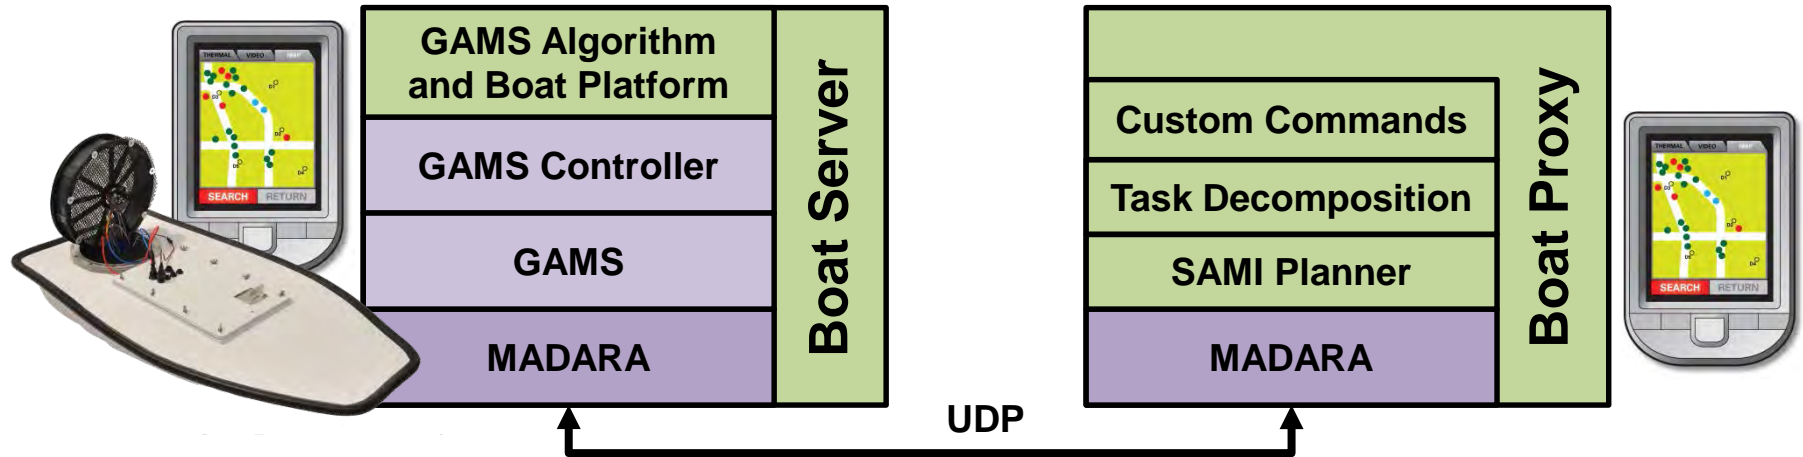 GAMS Algorithm
and Boat Platform
GAMS Controller
GAMS
MADARA
Boat Server
Custom Commands
Task Decomposition
SAMI Planner
MADARA
Boat Proxy
UDP
THERMAL VIDEO
SEARCH RETURN
THERMAL VIDEO
SEARCH RETURN